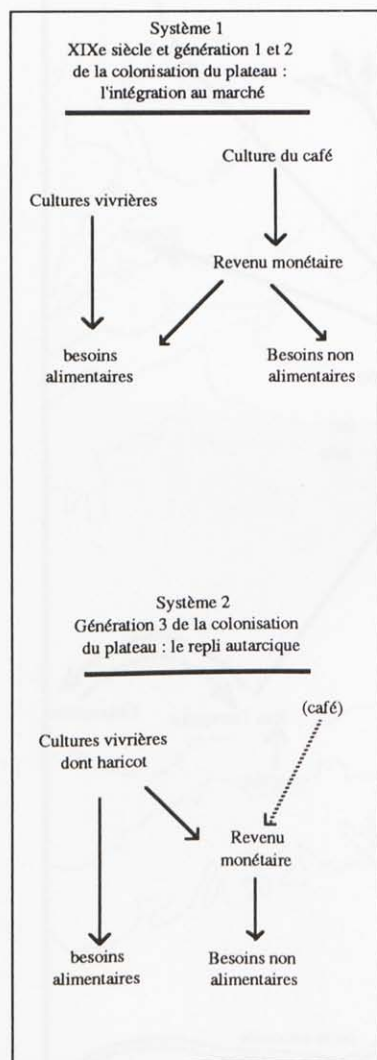 Système 1
XIXe siècle et génération 1 et 2
de la colonisation du plateau :
l'intégration au marché
Culture du café
Cultures vivrières
Revenu monétaire
besoins
alimentaires
Besoins non
alimentaires
Système 2
Génération 3 de la colonisation
du plateau : le repli autarcique
(café)
Cultures vivrières
dont haricot
Revenu
monétaire
besoins
alimentaires
Besoins non
alimentaires